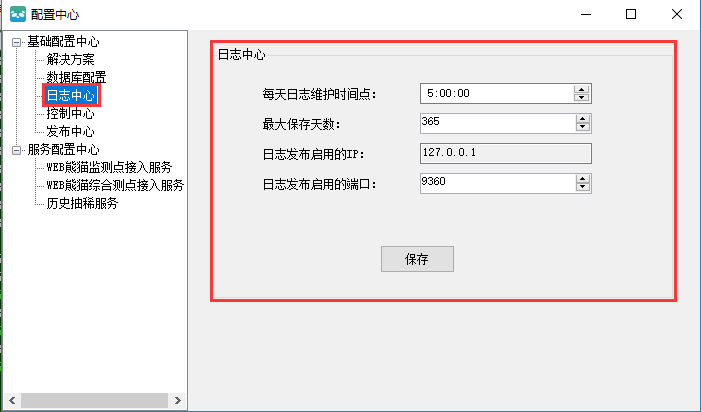 配置中心
基础配置中心
解决方案
数据库配置
日志中心
控制中心
发布中心
服务配置中心
WEB熊猫监测点接入服务
WEB熊猫综合测点接入服务
历史抽稀服务
日志中心
每天日志维护时间点： 5:00:00
最大保存天数： 365
日志发布启用的IP： 127.0.0.1
日志发布启用的端口： 9360
保存